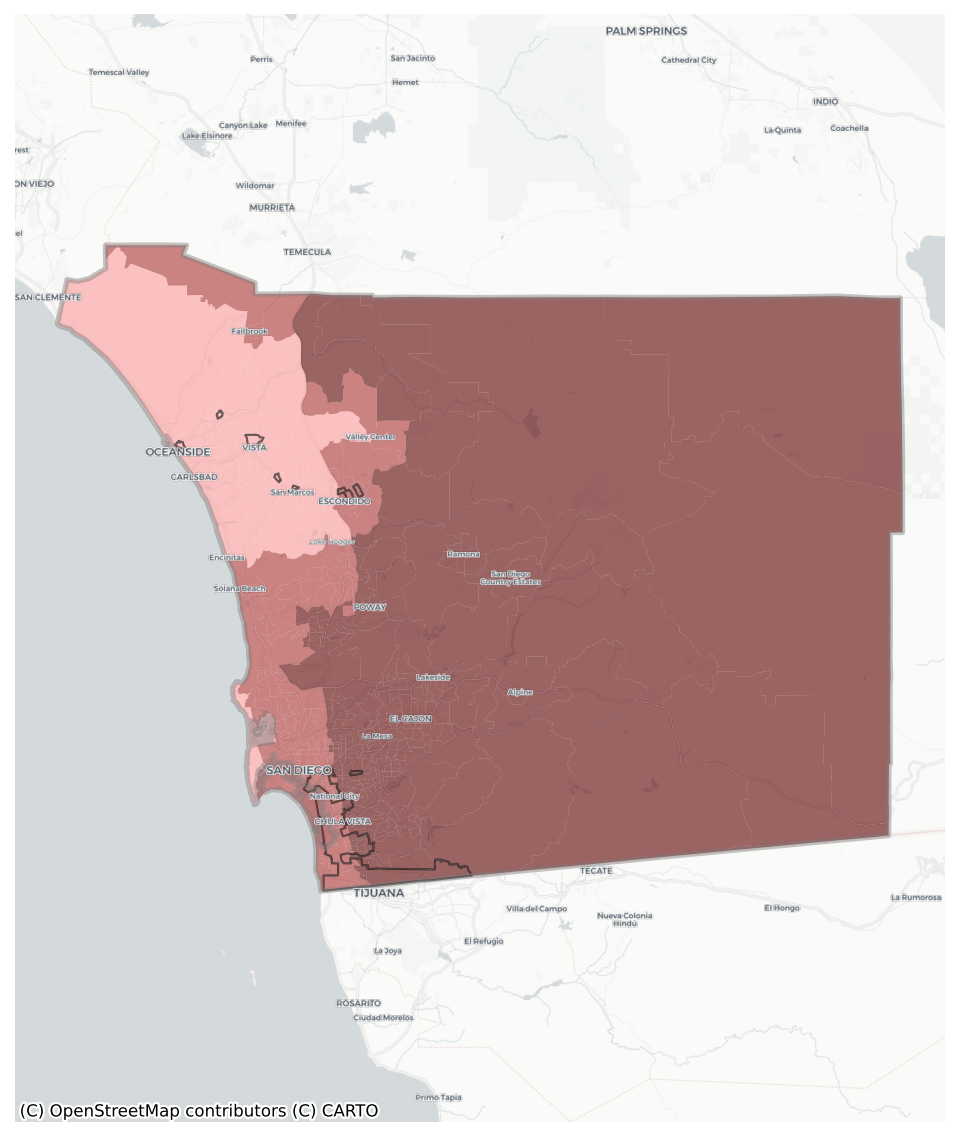 PALM SPRINGS
Temescal Valley
Perris
San Jacinto
Cathedral City
Hemet
INDIO
Canyon Lake
Menifee
Lake Elsinore
La Quinta
Coachella
rest
ON VIEJO
Wildomar
MURRIETA
el
TEMECULA
SAN CLEMENTE
Fallbrook
Valley Center
VISTA
OCEANSIDE
CARLSBAD
San Marcos
ESCONDIDO
Lake Hodges
Encinitas
Ramona
San Diego
Country Estates
Solana Beach
POWAY
Lakeside
Alpine
EL CAJON
La Mesa
SAN DIEGO
National City
CHULA VISTA
TECATE
TIJUANA
La Rumorosa
Villa del Campo
El Hongo
Nueva Colonia
Hindú
El Refugio
La Joya
ROSARITO
Ciudad Morelos
Primo Tapia
(C) OpenStreetMap contributors (C) CARTO